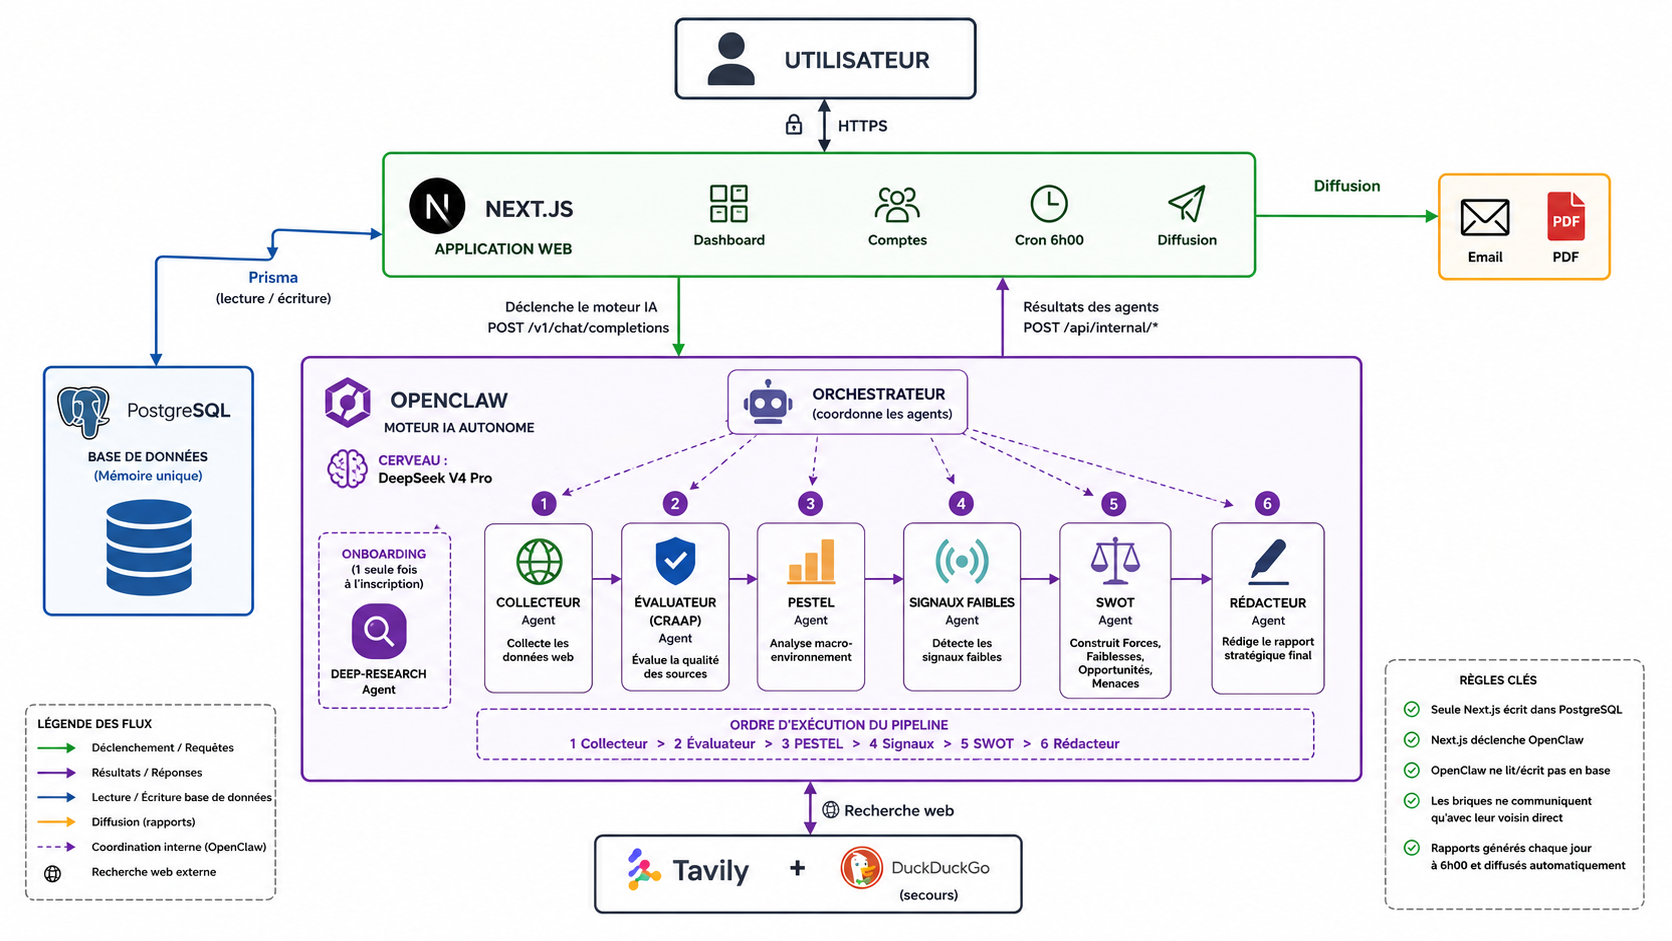 UTILISATEUR
HTTPS
N
NEXT.JS
APPLICATION WEB
Dashboard
Comptes
Cron 6h00
Diffusion
Diffusion
PDF
Email
PDF
Prisma
(lecture / écriture)
Déclenche le moteur IA
POST /v1/chat/completions
Résultats des agents
POST /api/internal/*
PostgreSQL
BASE DE DONNÉES
(Mémoire unique)
OPENCLAW
MOTEUR IA AUTONOME
CERVEAU :
DeepSeek V4 Pro
ORCHESTRATEUR
(coordonne les agents)
ONBOARDING
(1 seule fois
à l'inscription)
DEEP-RESEARCH
Agent
1
COLLECTEUR
Agent
Collecte les
données web
2
ÉVALUATEUR
(CRAAP)
Agent
Évalue la qualité
des sources
3
PESTEL
Agent
Analyse macro-
environnement
4
SIGNAUX FAIBLES
Agent
Détecte les
signaux faibles
5
SWOT
Agent
Construit Forces,
Faiblesses,
Opportunités,
Menaces
6
RÉDACTEUR
Agent
Rédige le rapport
stratégique final
ORDRE D'EXÉCUTION DU PIPELINE
1 Collecteur > 2 Évaluateur > 3 PESTEL > 4 Signaux > 5 SWOT > 6 Rédacteur
Recherche web
Tavily + DuckDuckGo
(secours)
LÉGENDE DES FLUX
Déclenchement / Requêtes
Résultats / Réponses
Lecture / Écriture base de données
Diffusion (rapports)
Coordination interne (OpenClaw)
Recherche web externe
RÈGLES CLÉS
Seule Next.js écrit dans PostgreSQL
Next.js déclenche OpenClaw
OpenClaw ne lit/écrit pas en base
Les briques ne communiquent
qu'avec leur voisin direct
Rapports générés chaque jour
à 6h00 et diffusés automatiquement